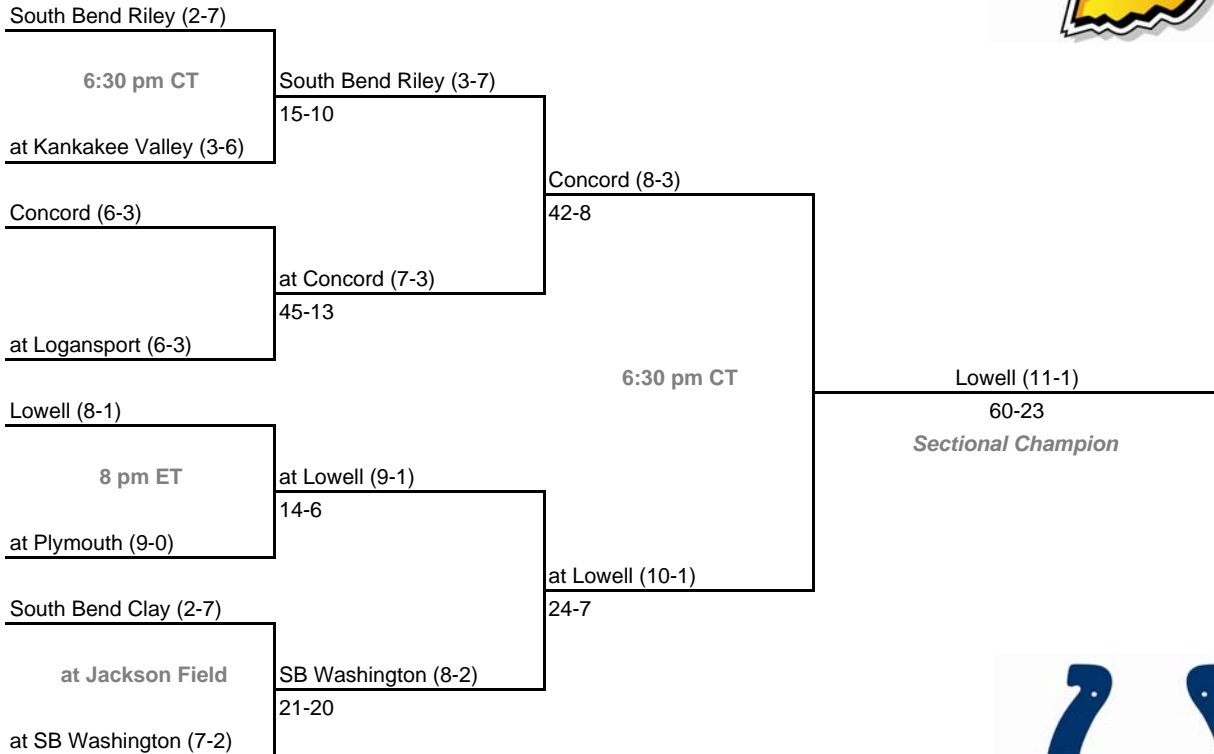 South Bend Riley (2-7)
6:30 pm CT
South Bend Riley (3-7)
15-10
at Kankakee Valley (3-6)
Concord (8-3)
42-8
Concord (6-3)
at Concord (7-3)
45-13
at Logansport (6-3)
6:30 pm CT
Lowell (11-1)
60-23
Sectional Champion
Lowell (8-1)
8 pm ET
at Lowell (9-1)
14-6
at Plymouth (9-0)
at Lowell (10-1)
24-7
South Bend Clay (2-7)
at Jackson Field
SB Washington (8-2)
21-20
at SB Washington (7-2)